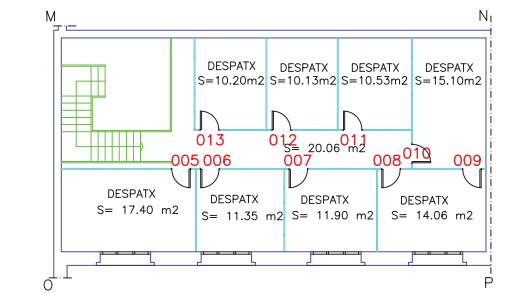 M N
DESPATX DESPATX DESPATX DESPATX
S=10.20m2 S=10.13m2 S=10.53m2 S=15.10m2
013 012 011 010
S= 20.06 m2
005 006 007 008 009
DESPATX DESPATX DESPATX DESPATX
S= 17.40 m2 S= 11.35 m2 S= 11.90 m2 S= 14.06 m2
O P